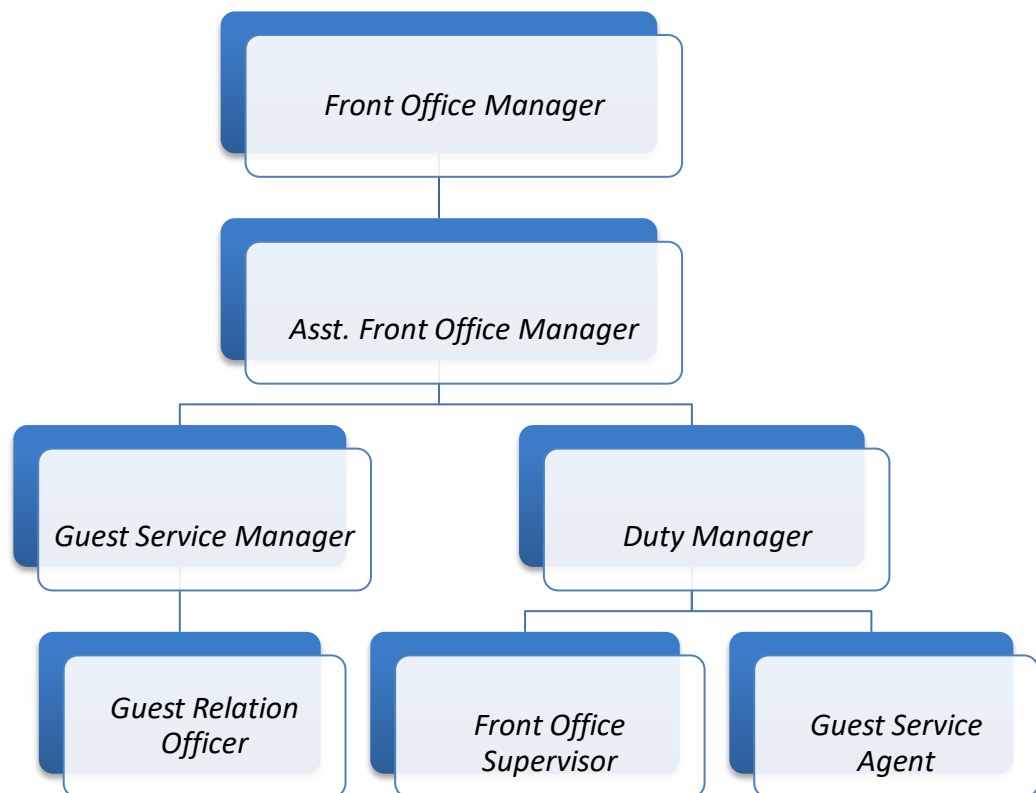 Front Office Manager
Asst. Front Office Manager
Guest Service Manager
Duty Manager
Guest Relation
Officer
Front Office
Supervisor
Guest Service
Agent